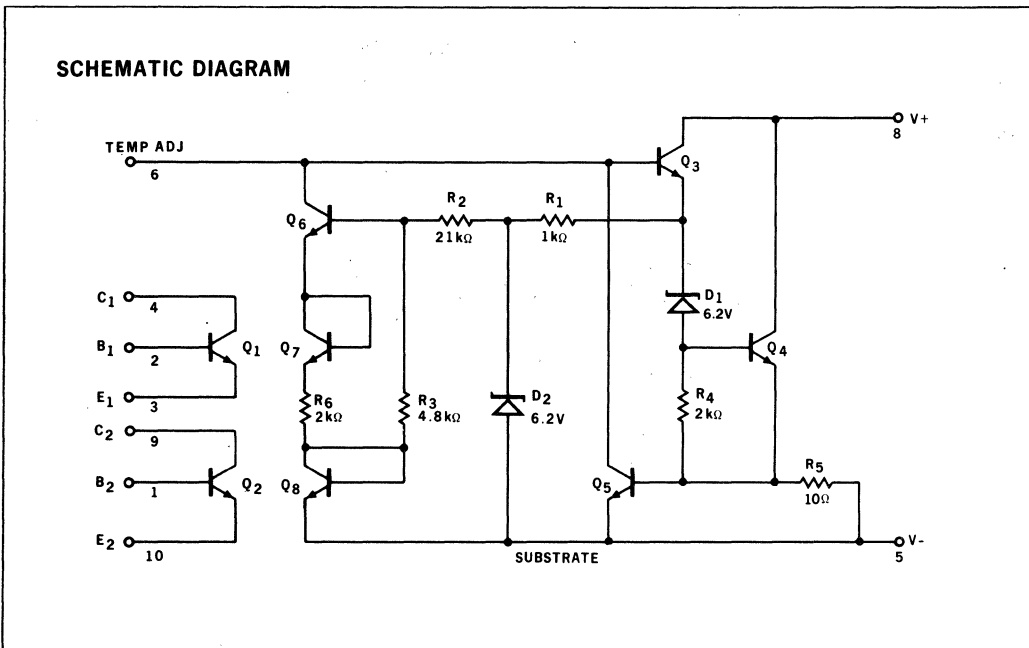 SCHEMATIC DIAGRAM
V+
8
TEMP ADJ
6
Q3
R2
21kΩ
R1
1kΩ
Q6
C1
4
B1
2
Q1
E1
3
Q7
R6
2kΩ
R3
4.8kΩ
D2
6.2V
D1
6.2V
Q4
R4
2kΩ
C2
9
B2
1
Q2
E2
10
Q8
Q5
R5
10Ω
SUBSTRATE
V-
5